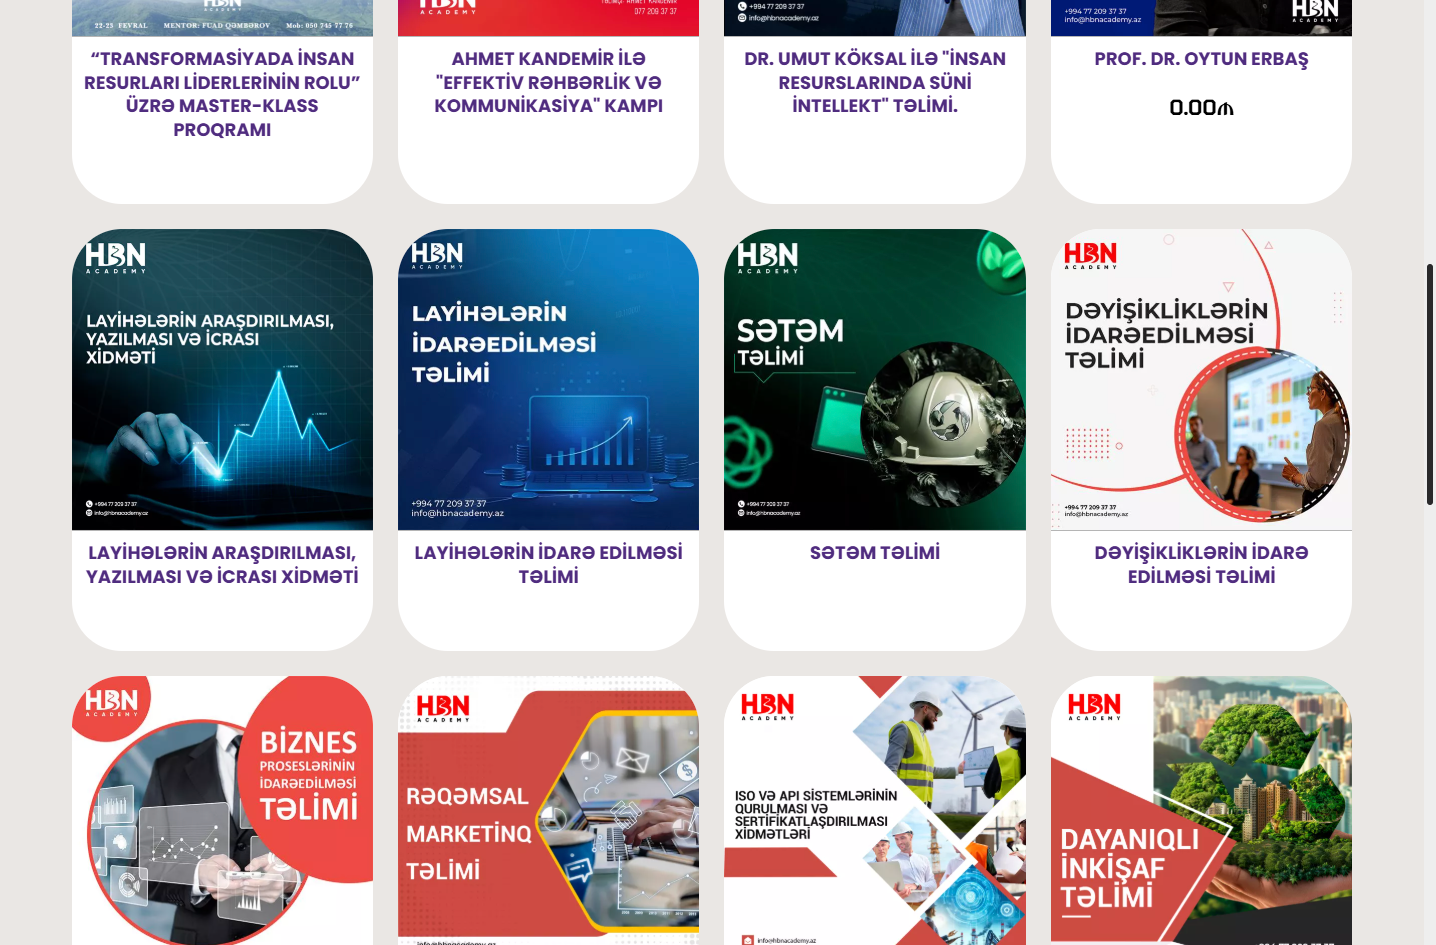 22-23 FEVRAL MENTOR: FUAD QƏMBƏROV Mob: 050 745 77 76
“TRANSFORMASİYADA İNSAN
RESURLARI LİDERLERİNİN ROLU”
ÜZRƏ MASTER-KLASS
PROQRAMI
ACADEMY
TƏLİMÇİ: AHMET KANDEMİR
077 209 37 37
AHMET KANDEMİR İLƏ
"EFFEKTİV RƏHBƏRLİK VƏ
KOMMUNİKASİYA" KAMPI
+994 77 209 37 37
info@hbnacademy.az
DR. UMUT KÖKSAL İLƏ "İNSAN
RESURSLARINDA SÜNİ
İNTELLEKT" TƏLİMİ.
+994 77 209 37 37
info@hbnacademy.az
HBN
ACADEMY
PROF. DR. OYTUN ERBAŞ
0.00₼
HBN
ACADEMY
LAYİHƏLƏRİN ARAŞDIRILMASI,
YAZILMASI VƏ İCRASI
XİDMƏTİ
+994 77 209 37 37
info@hbnacademy.az
LAYİHƏLƏRİN ARAŞDIRILMASI,
YAZILMASI VƏ İCRASI XİDMƏTİ
HBN
ACADEMY
LAYİHƏLƏRİN
İDARƏEDİLMƏSİ
TƏLİMİ
+994 77 209 37 37
info@hbnacademy.az
LAYİHƏLƏRİN İDARƏ EDİLMƏSİ
TƏLİMİ
HBN
ACADEMY
SƏTƏM
TƏLİMİ
+994 77 209 37 37
info@hbnacademy.az
SƏTƏM TƏLİMİ
HBN
ACADEMY
DƏYİŞİKLİKLƏRİN
İDARƏEDİLMƏSİ
TƏLİMİ
+994 77 209 37 37
info@hbnacademy.az
DƏYİŞİKLİKLƏRİN İDARƏ
EDİLMƏSİ TƏLİMİ
HBN
ACADEMY
BİZNES
PROSESLƏRİNİN
İDARƏEDİLMƏSİ
TƏLİMİ
HBN
ACADEMY
RƏQƏMSAL
MARKETİNQ
TƏLİMİ
info@hbnacademy.az
HBN
ACADEMY
ISO VƏ API SİSTEMLƏRİNİN
QURULMASI VƏ
SERTİFİKATLAŞDIRILMASI
XİDMƏTLƏRİ
info@hbnacademy.az
HBN
ACADEMY
DAYANIQLI
İNKİŞAF
TƏLİMİ